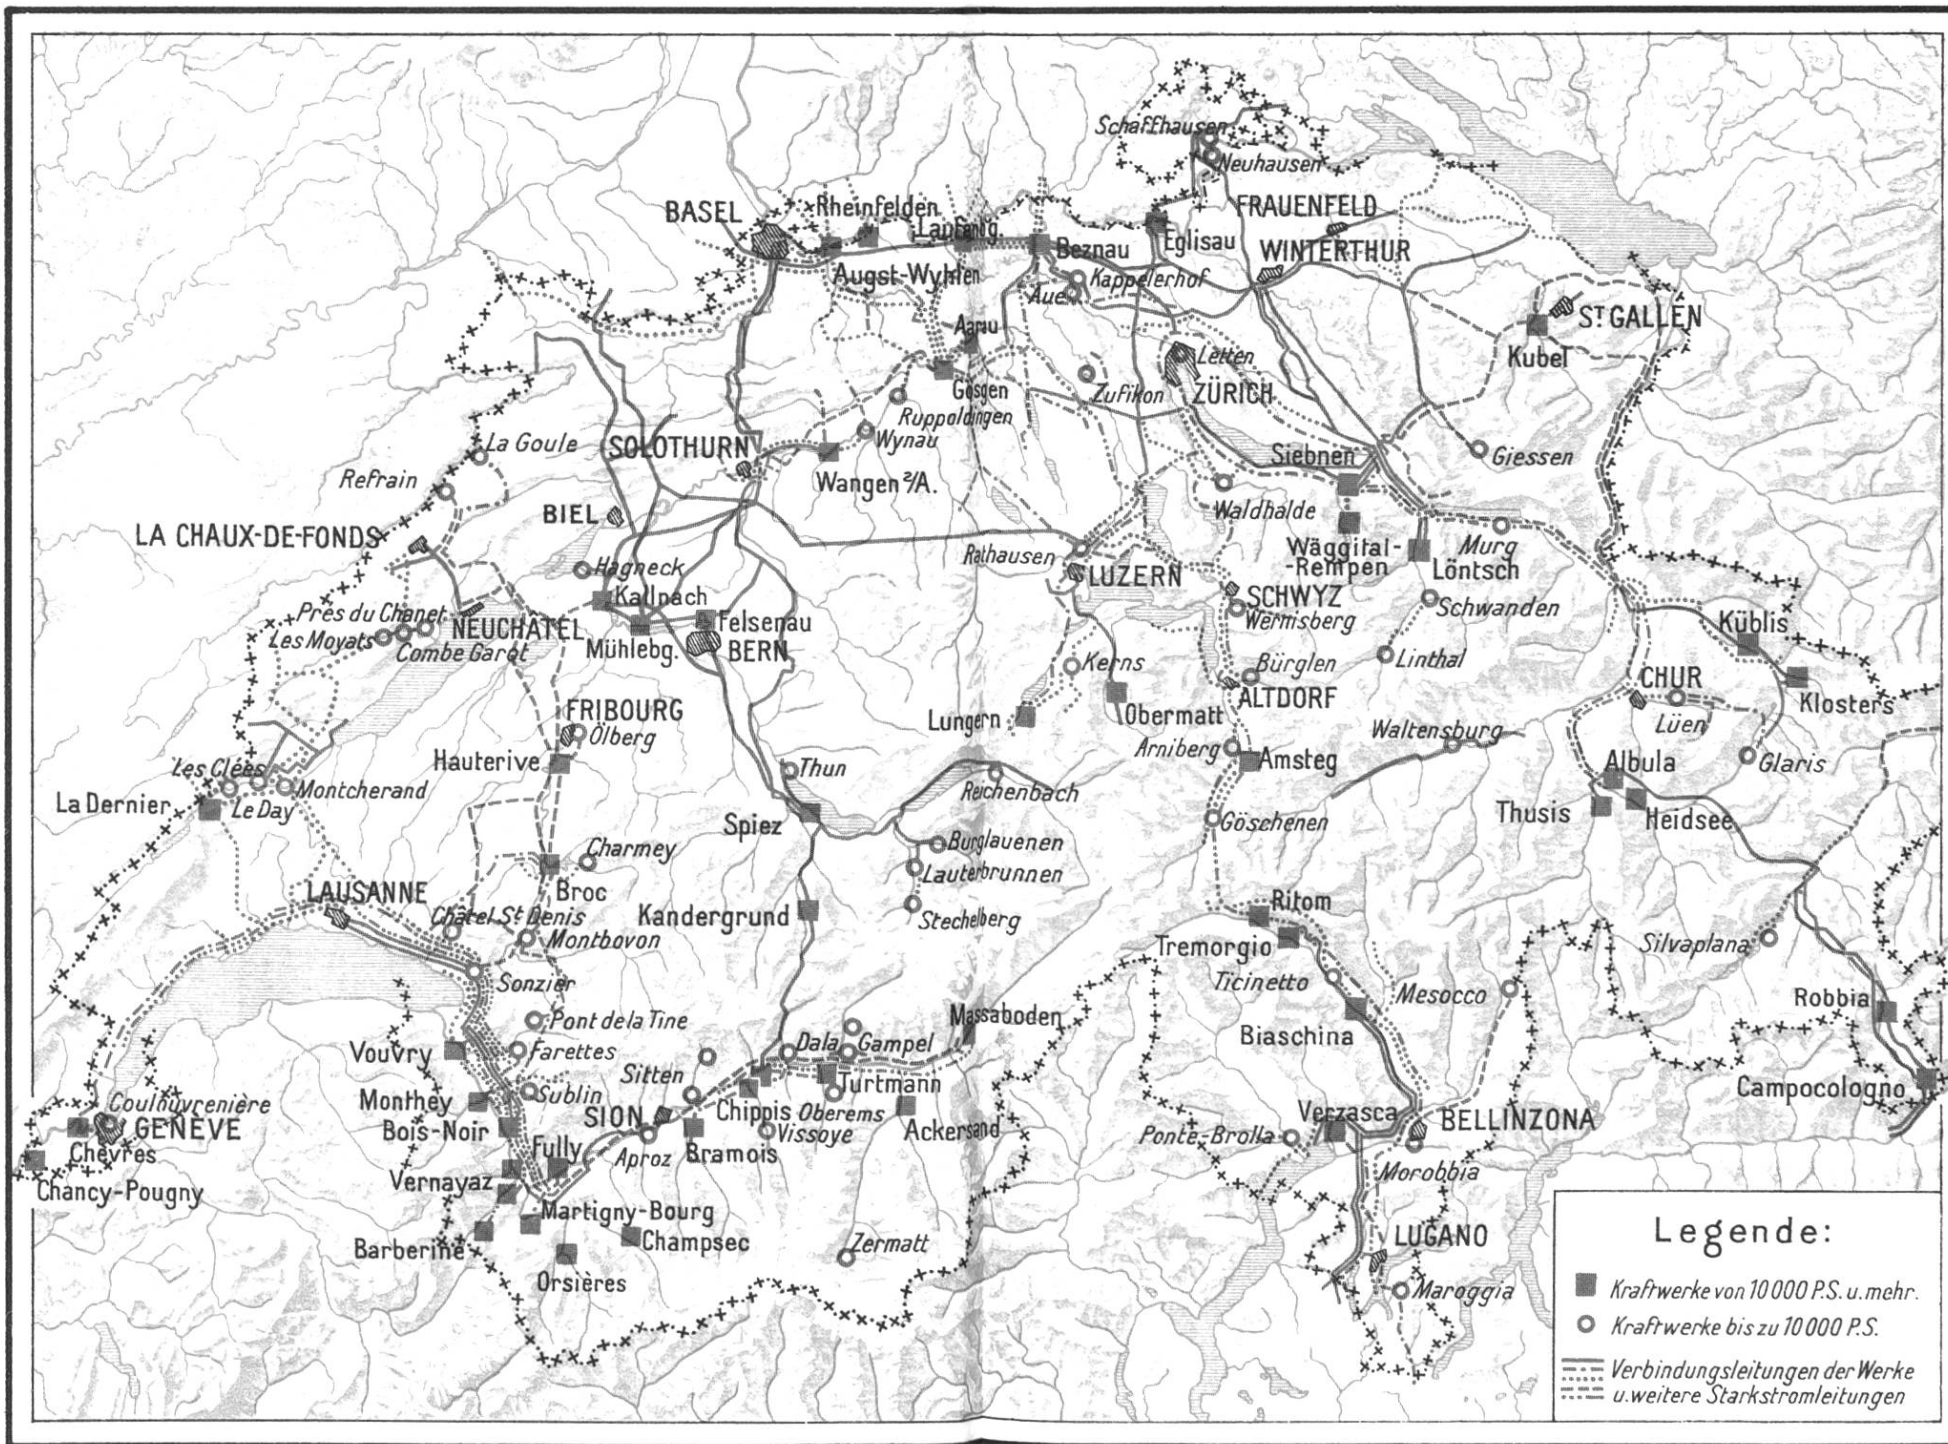 Schaffhausen
Neuhausen
BASEL
Rheinfelden
FRAUENFELD
Beznau
Eglisau
WINTERTHUR
Augst-Wyhlen
Kappelerhof
Aue
ST GALLEN
Aarau
Kubel
Letten
ZÜRICH
Gösgen
Zufikon
Ruppoldingen
Wynau
La Goule
SOLOTHURN
Siebnen
Giessen
Refrain
Wangen a/A.
Waldhalde
BIEL
LA CHAUX-DE-FONDS
Rathausen
Wäggital-
-Rempen
Murg
Löntsch
Hagneck
LUZERN
SCHWYZ
Schwanden
Kallnach
Wernisberg
Près du Chanet
NEUCHÂTEL
Felsenau
Küblis
Les Moyats
Combe Garot
Mühlebg.
BERN
Kerns
Bürglen
Linthal
CHUR
ALTDORF
Klosters
FRIBOURG
Ölberg
Lungern
Obermatt
Lüen
Arniberg
Waltensburg
Hauterive
Amsteg
Albula
Glaris
Les Clées
Thun
Montcherand
Reichenbach
La Dernier
Le Day
Spiez
Göschenen
Thusis
Heidsee
Burglauenen
Charmey
Lauterbrunnen
Broc
LAUSANNE
Kandergrund
Stechelberg
Ritom
Châtel St Denis
Montbovon
Tremorgio
Silvaplana
Sonzier
Ticinetto
Mesocco
Robbia
Pont de la Tine
Massaboden
Biaschina
Vouvry
Farettes
Dala
Gampel
Sitten
Turtmann
Campocologno
Sublin
Monthey
Coulouvrenière
GENÈVE
SION
Chippis
Oberems
Verzasca
BELLINZONA
Bois-Noir
Vissoye
Ackersand
Ponte-Brolla
Chèvres
Fully
Aproz
Bramois
Morobbia
Chancy-Pougny
Vernayaz
Martigny-Bourg
Barberine
Champsec
Zermatt
LUGANO
Orsières
Maroggia
Legende:
Kraftwerke von 10000 P.S. u. mehr.
Kraftwerke bis zu 10000 P.S.
Verbindungsleitungen der Werke
u. weitere Starkstromleitungen